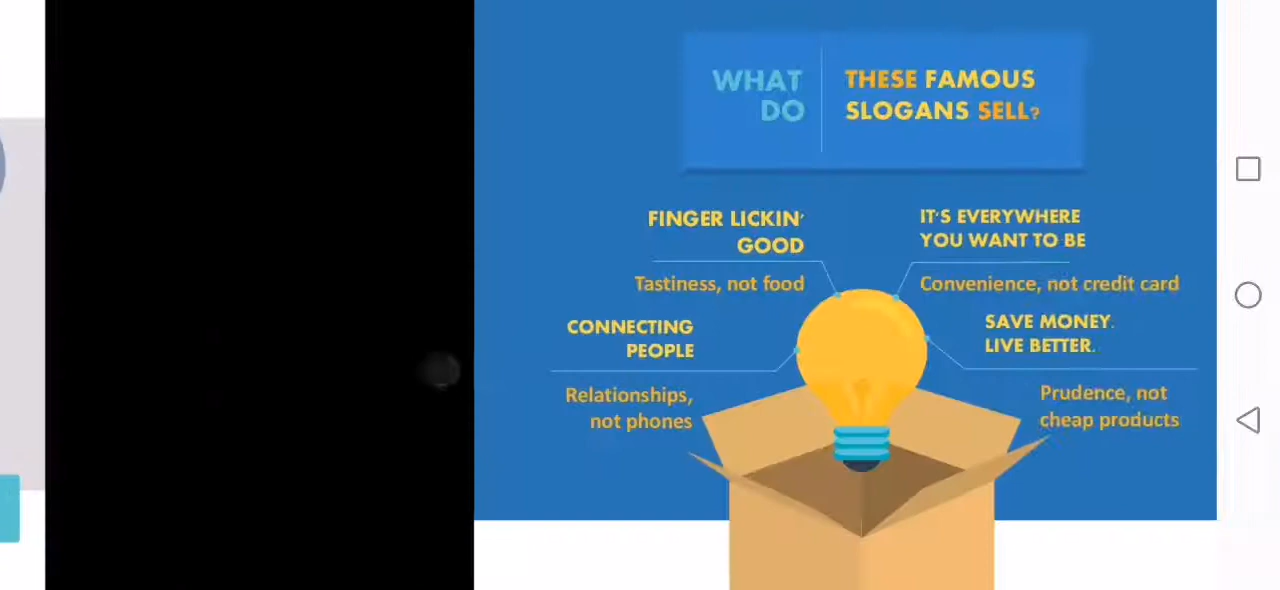 WHAT
DO
THESE FAMOUS
SLOGANS SELL?
FINGER LICKIN'
GOOD
Tastiness, not food
IT'S EVERYWHERE
YOU WANT TO BE
Convenience, not credit card
CONNECTING
PEOPLE
Relationships,
not phones
SAVE MONEY.
LIVE BETTER.
Prudence, not
cheap products